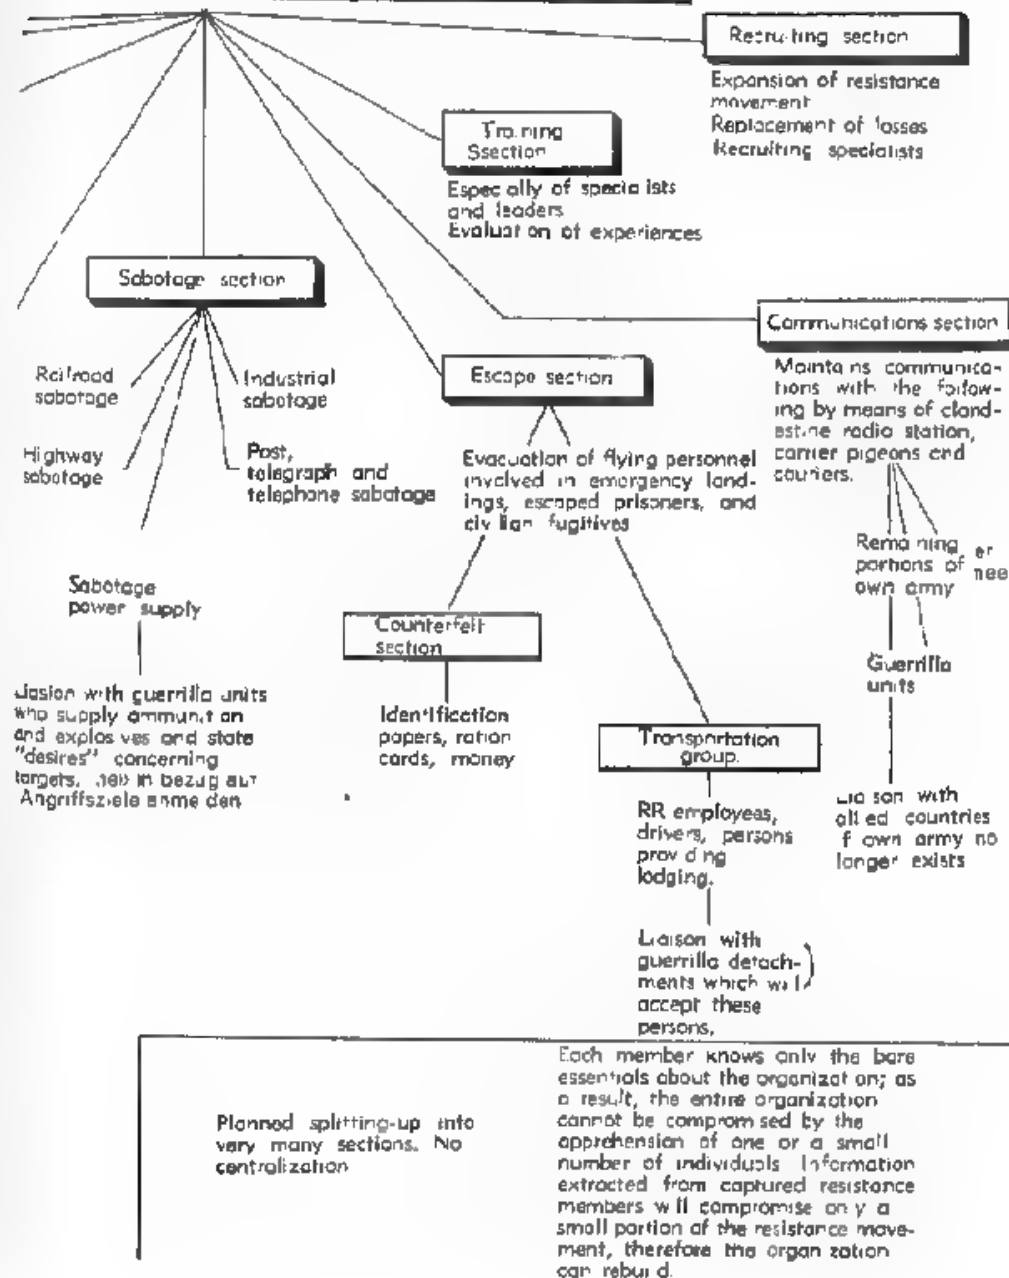 Recruiting section
Expansion of resistance
movement
Replacement of losses
Recruiting specialists
Training
Ssection
Especially of specialists
and leaders
Evaluation of experiences
Sabotage section
Railroad
sabotage
Industrial
sabotage
Highway
sabotage
Post,
telegraph and
telephone sabotage
Sabotage
power supply
Liasion with guerrilla units
who supply ammunition
and explosives and state
"desires" concerning
targets. in bezug auf
Angriffsziele anmelden
Escape section
Evacuation of flying personnel
involved in emergency land-
ings, escaped prisoners, and
civilian fugitives
Counterfeit
section
Identification
papers, ration
cards, money
Transportation
group.
RR employees,
drivers, persons
providing
lodging.
Liaison with
guerrilla detach-
ments which will
accept these
persons.
Communications section
Maintains communica-
tions with the follow-
ing by means of cland-
estine radio station,
carrier pigeons and
couriers.
Remaining
portions of
own army
Guerrilla
units
Liaison with
allied countries
if own army no
longer exists
Planned splitting-up into
very many sections. No
centralization
Each member knows only the bare
essentials about the organization; as
a result, the entire organization
cannot be compromised by the
apprehension of one or a small
number of individuals. Information
extracted from captured resistance
members will compromise only a
small portion of the resistance move-
ment, therefore the organization
can rebuild.